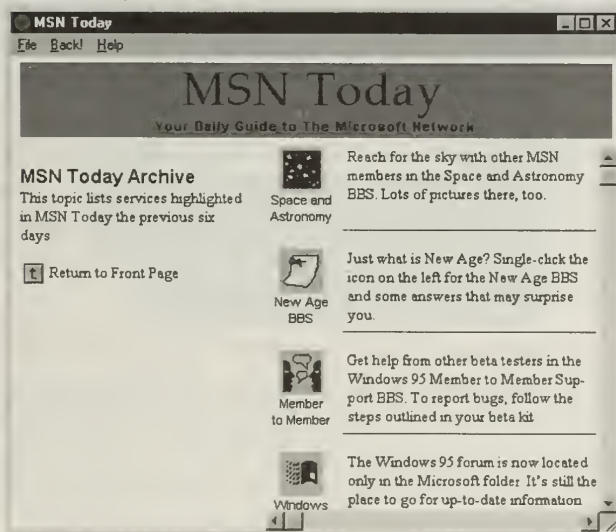 MSN Today
File Back! Help
MSN Today
Your Daily Guide to The Microsoft Network
MSN Today Archive
This topic lists services highlighted
in MSN Today the previous six
days
Return to Front Page
Space and
Astronomy
Reach for the sky with other MSN
members in the Space and Astronomy
BBS. Lots of pictures there, too.
New Age
BBS
Just what is New Age? Single-click the
icon on the left for the New Age BBS
and some answers that may surprise
you.
Member
to Member
Get help from other beta testers in the
Windows 95 Member to Member Sup-
port BBS. To report bugs, follow the
steps outlined in your beta kit
Windows
The Windows 95 forum is now located
only in the Microsoft folder. It's still the
place to go for up-to-date information